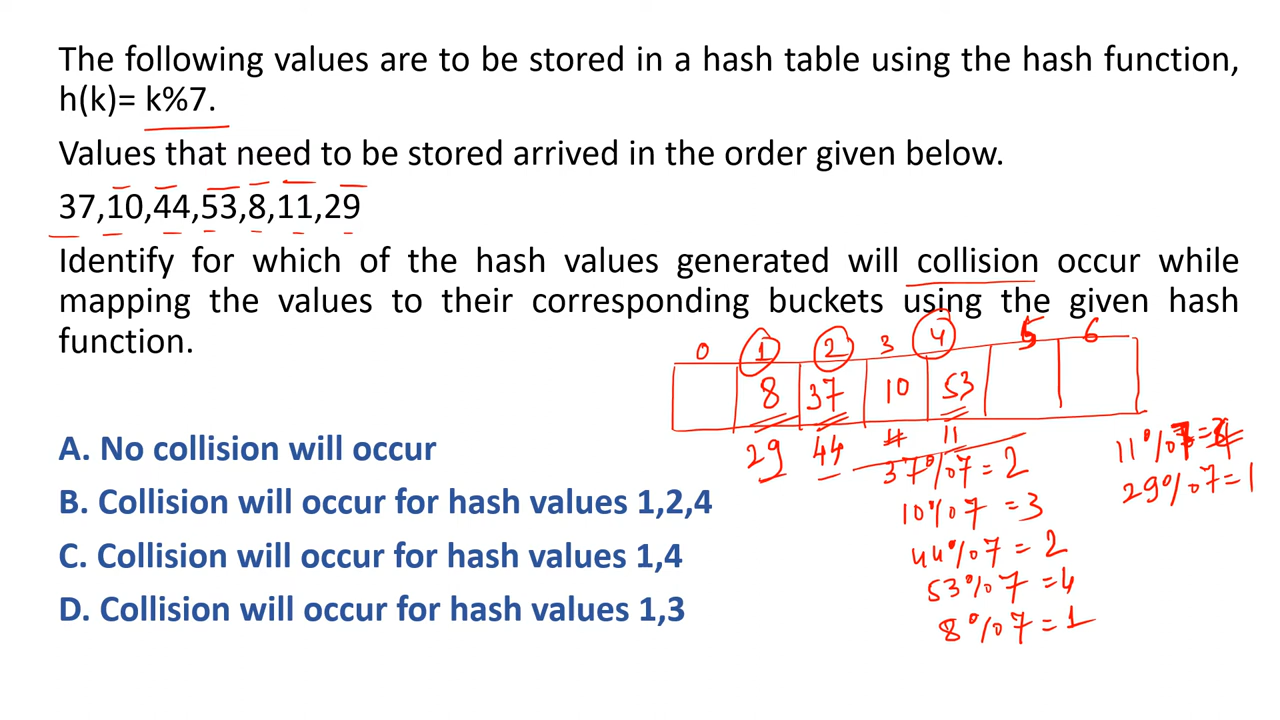 The following values are to be stored in a hash table using the hash function,
h(k)= k%7.
Values that need to be stored arrived in the order given below.
37,10,44,53,8,11,29
Identify for which of the hash values generated will collision occur while
mapping the values to their corresponding buckets using the given hash
function.
0 1 2 3 4 5 6
8 37 10 53
29 44 11
A. No collision will occur
37%7 = 2
11%7=4
29%7=1
B. Collision will occur for hash values 1,2,4
10%7 = 3
C. Collision will occur for hash values 1,4
44%7 = 2
53%7 =4
D. Collision will occur for hash values 1,3
8%7 = 1